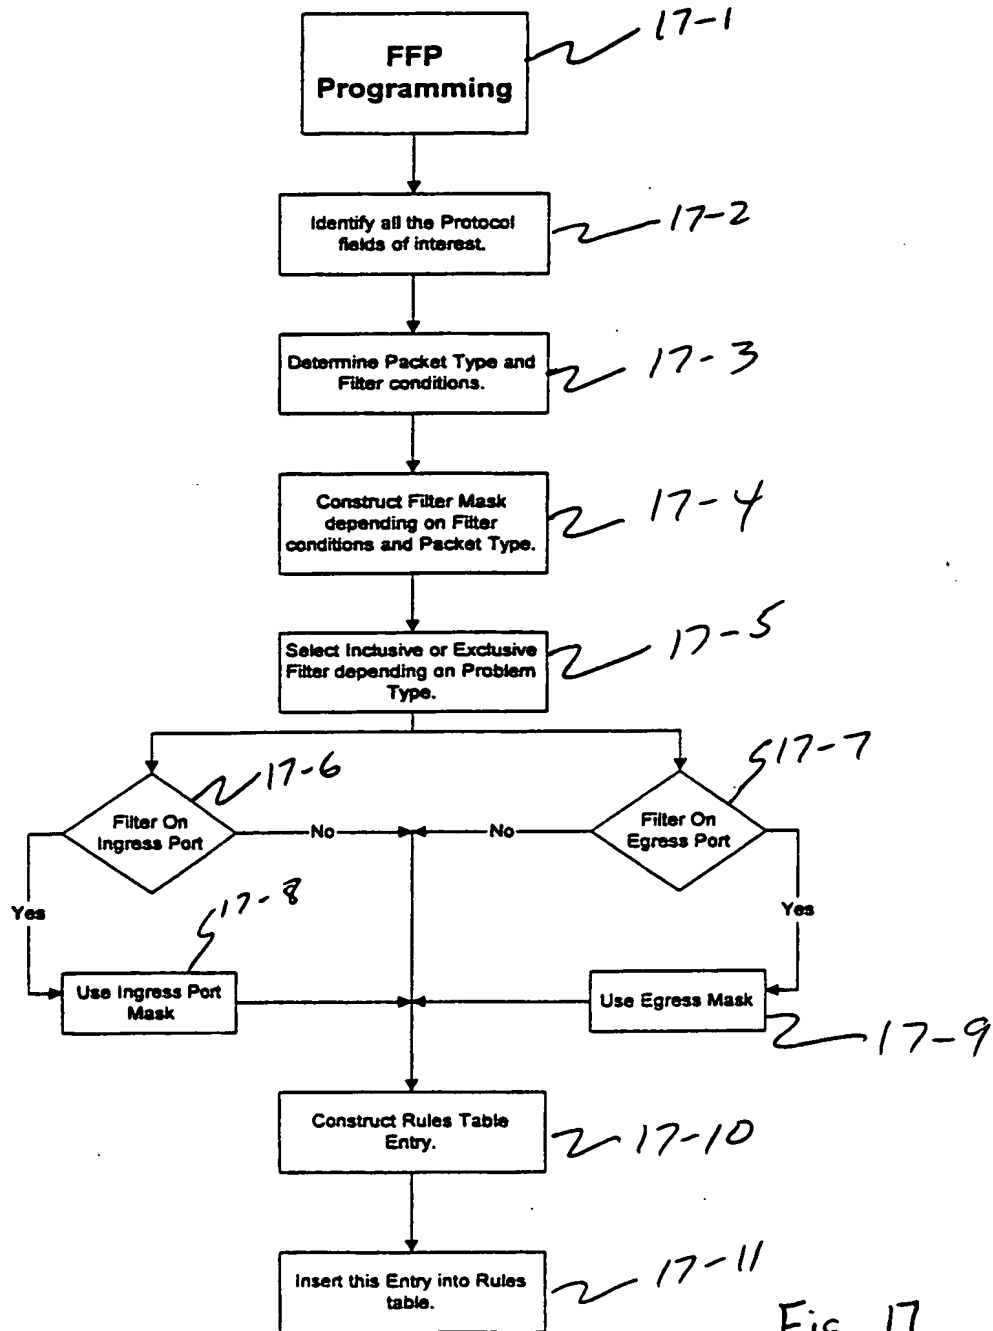 FFP
Programming
17-1
Identify all the Protocol
fields of interest.
17-2
Determine Packet Type and
Filter conditions.
17-3
Construct Filter Mask
depending on Filter
conditions and Packet Type.
17-4
Select Inclusive or Exclusive
Filter depending on Problem
Type.
17-5
17-6
17-7
Filter On
Ingress Port
No
No
Filter On
Egress Port
Yes
17-8
Yes
Use Ingress Port
Mask
Use Egress Mask
17-9
Construct Rules Table
Entry.
17-10
Insert this Entry into Rules
table.
17-11
Fig. 17